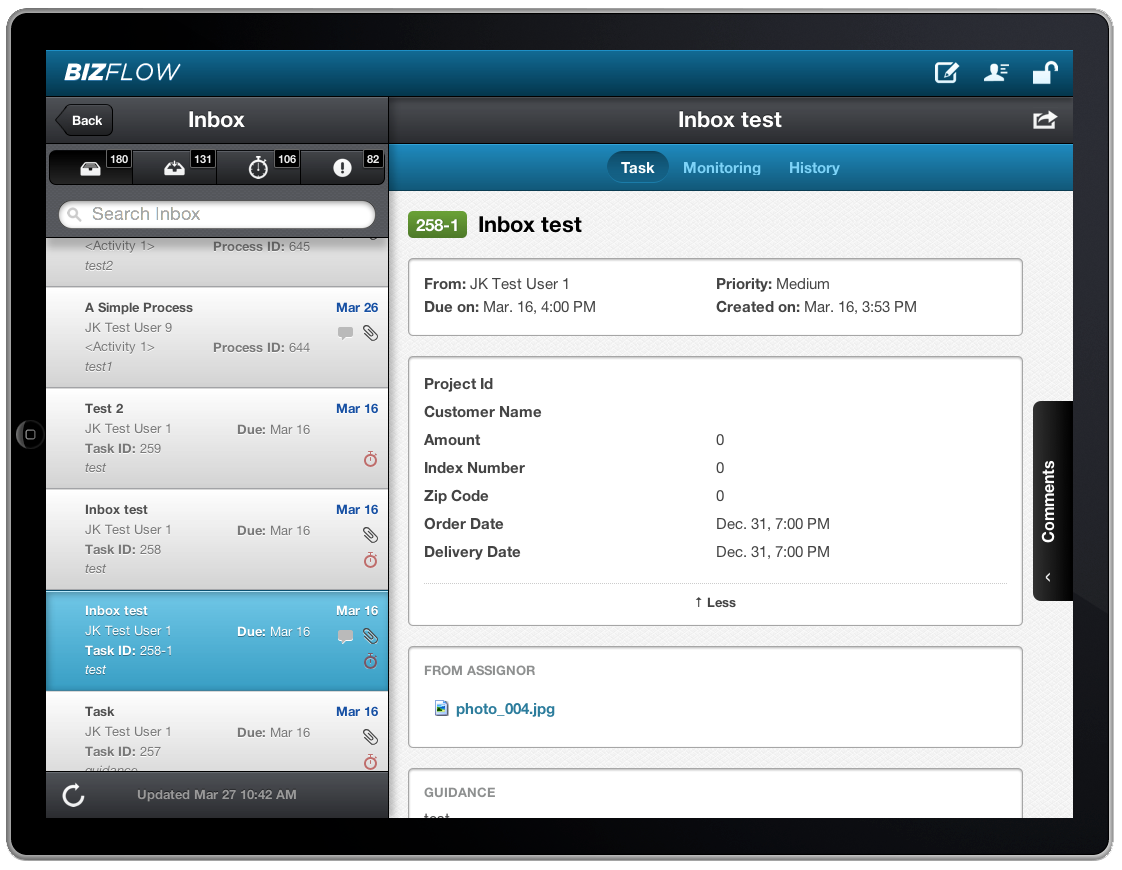 BIZFLOW
Back
Inbox
Inbox test
180
131
106
82
Task
Monitoring
History
Search Inbox
<Activity 1> Process ID: 645
test2
A Simple Process Mar 26
JK Test User 9
<Activity 1> Process ID: 644
test1
Test 2 Mar 16
JK Test User 1 Due: Mar 16
Task ID: 259
test
Inbox test Mar 16
JK Test User 1 Due: Mar 16
Task ID: 258
test
Inbox test Mar 16
JK Test User 1 Due: Mar 16
Task ID: 258-1
test
Task Mar 16
JK Test User 1 Due: Mar 16
Task ID: 257
guidance
Updated Mar 27 10:42 AM
258-1 Inbox test
From: JK Test User 1 Priority: Medium
Due on: Mar. 16, 4:00 PM Created on: Mar. 16, 3:53 PM
Project Id
Customer Name
Amount 0
Index Number 0
Zip Code 0
Order Date Dec. 31, 7:00 PM
Delivery Date Dec. 31, 7:00 PM
↑ Less
FROM ASSIGNOR
photo_004.jpg
GUIDANCE
test
Comments